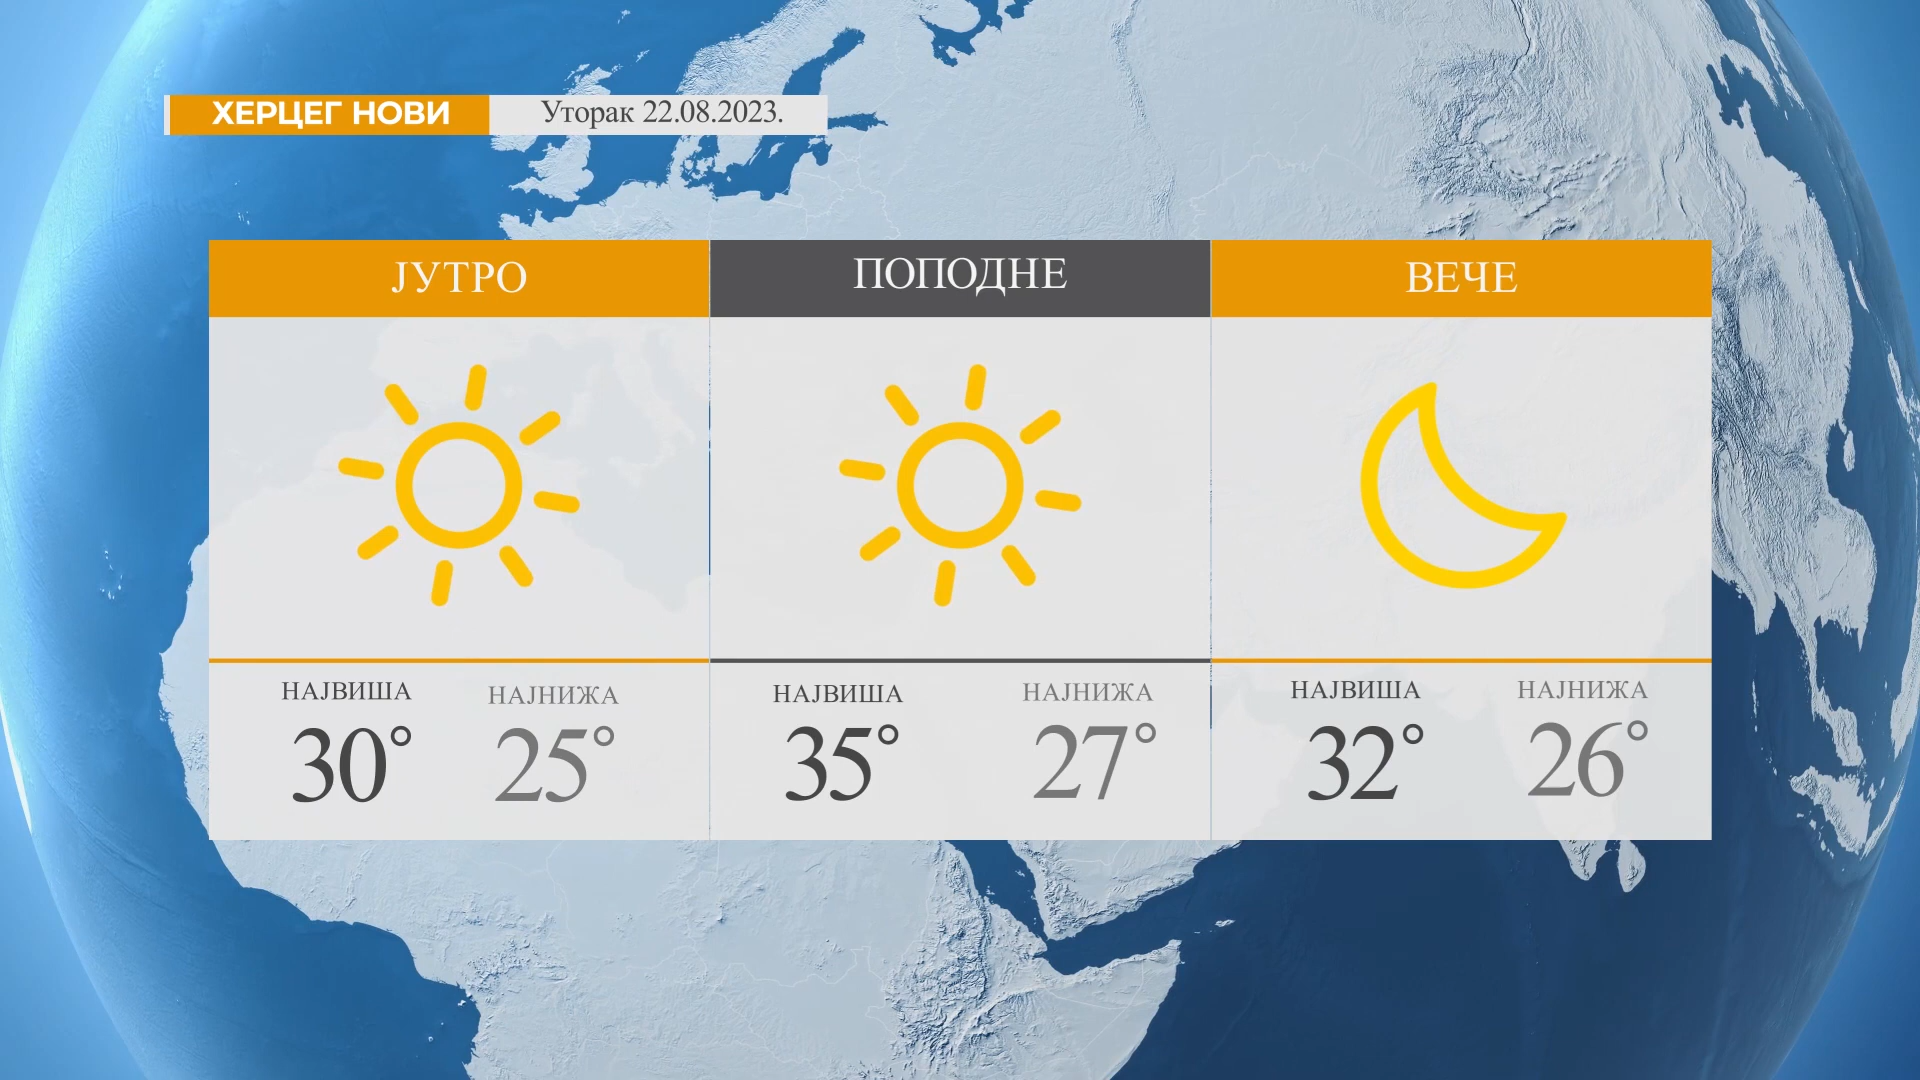 ХЕРЦЕГ НОВИ
Уторак 22.08.2023.
ЈУТРО
ПОПОДНЕ
ВЕЧЕ
НАЈВИША
НАЈНИЖА
30°
25°
НАЈВИША
НАЈНИЖА
35°
27°
НАЈВИША
НАЈНИЖА
32°
26°